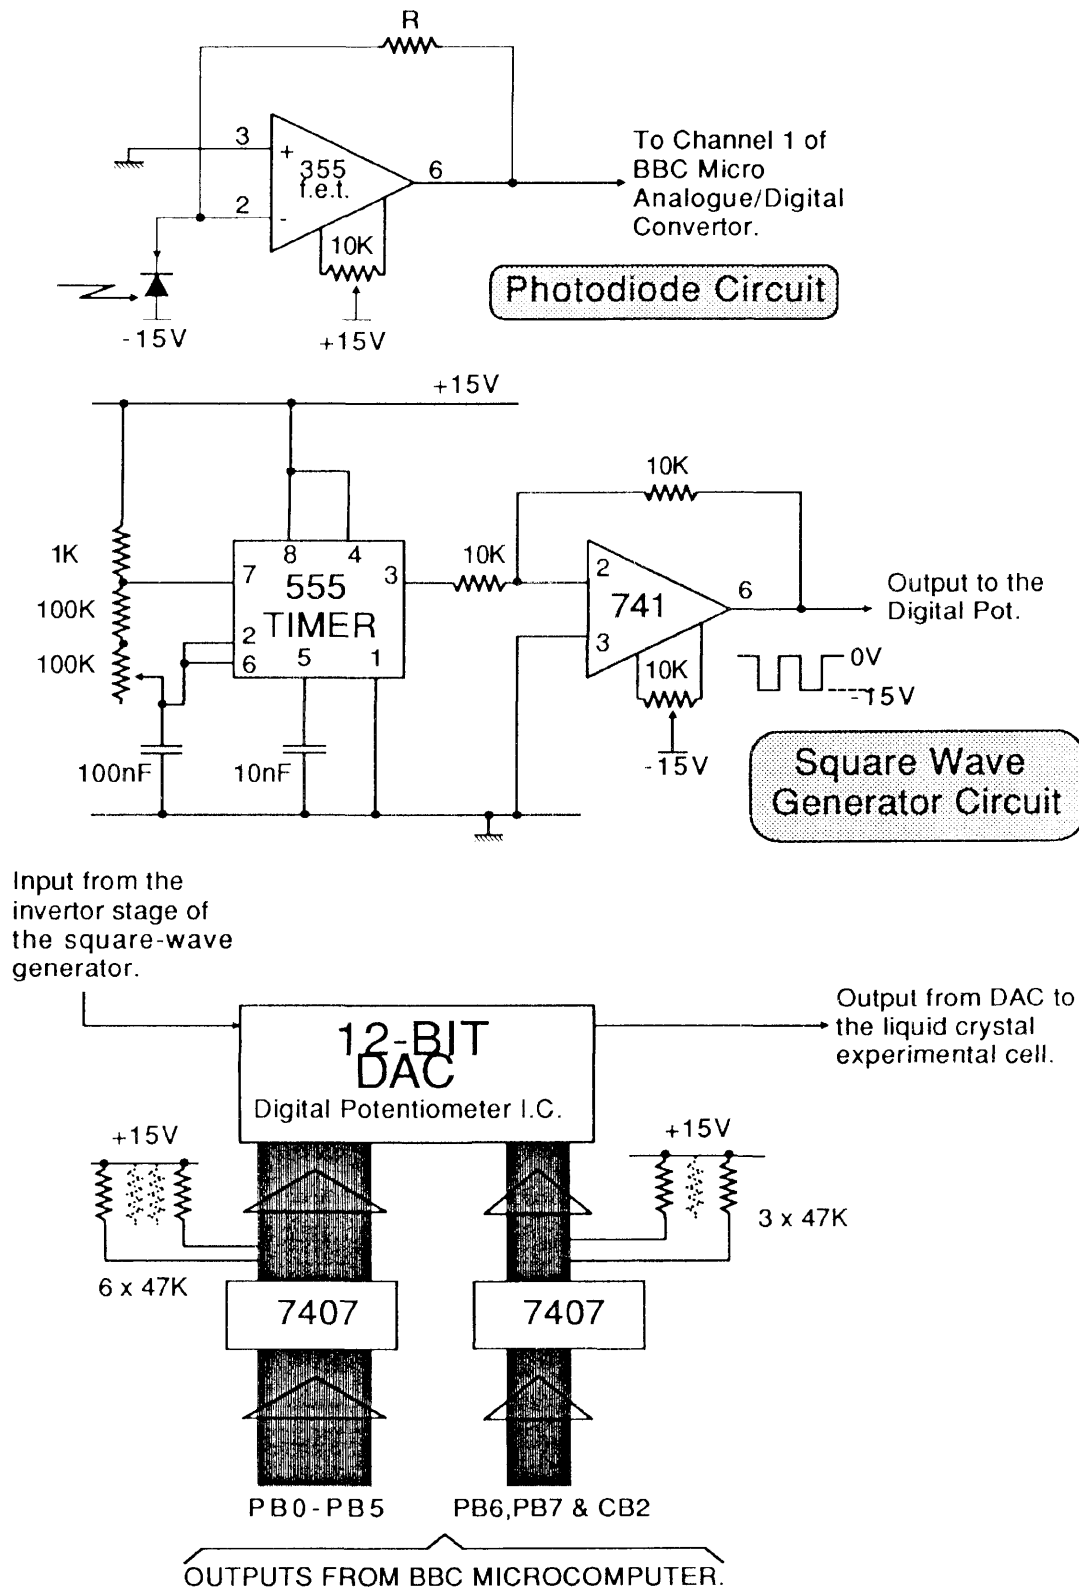 R
3
+
355
f.e.t.
6
2
-
10K
-15V
+15V
To Channel 1 of
BBC Micro
Analogue/Digital
Convertor.
Photodiode Circuit
+15V
1K
100K
100K
7
8
4
3
555
TIMER
2
6
5
1
100nF
10nF
10K
10K
2
741
3
6
10K
-15V
Output to the
Digital Pot.
0V
-15V
Square Wave
Generator Circuit
Input from the
invertor stage of
the square-wave
generator.
12-BIT
DAC
Digital Potentiometer I.C.
Output from DAC to
the liquid crystal
experimental cell.
+15V
6 x 47K
+15V
3 x 47K
7407
7407
PB0-PB5
PB6,PB7 & CB2
OUTPUTS FROM BBC MICROCOMPUTER.